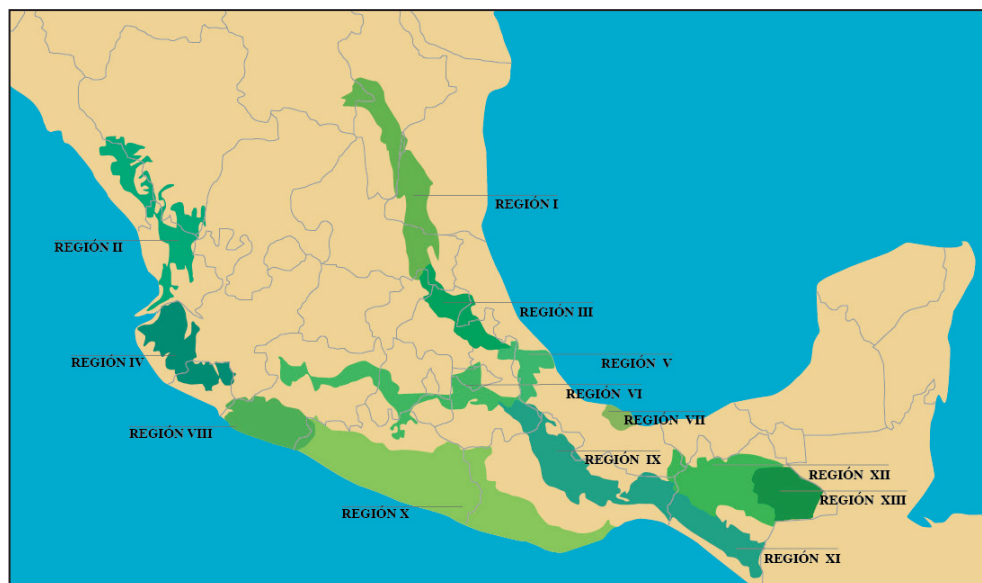 REGIÓN I
REGIÓN II
REGIÓN III
REGIÓN IV
REGIÓN V
REGIÓN VI
REGIÓN VII
REGIÓN VIII
REGIÓN IX
REGIÓN XII
REGIÓN XIII
REGIÓN X
REGIÓN XI